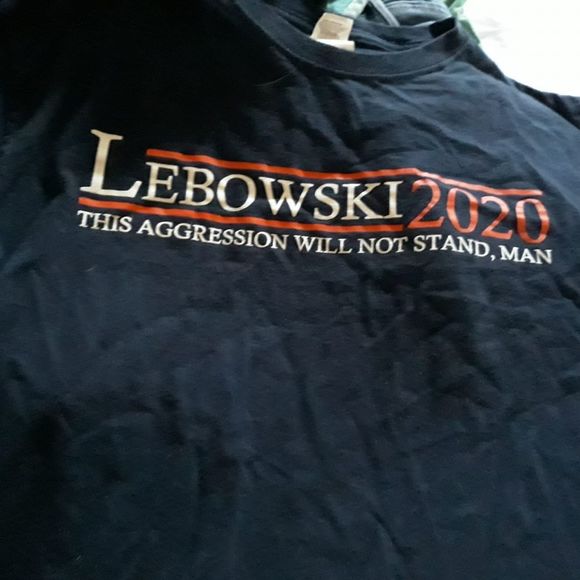 LEBOWSKI 2020
THIS AGGRESSION WILL NOT STAND, MAN